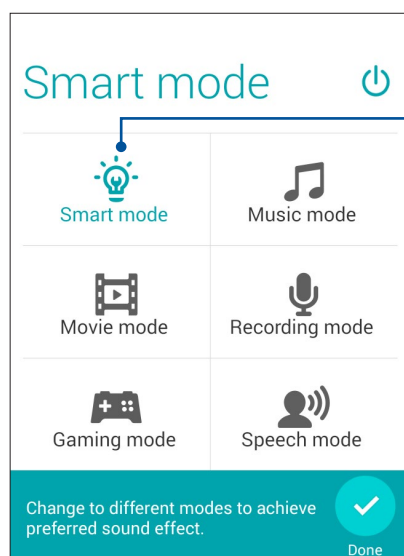 Smart mode
Smart mode
Music mode
Movie mode
Recording mode
Gaming mode
Speech mode
Change to different modes to achieve
preferred sound effect.
Done